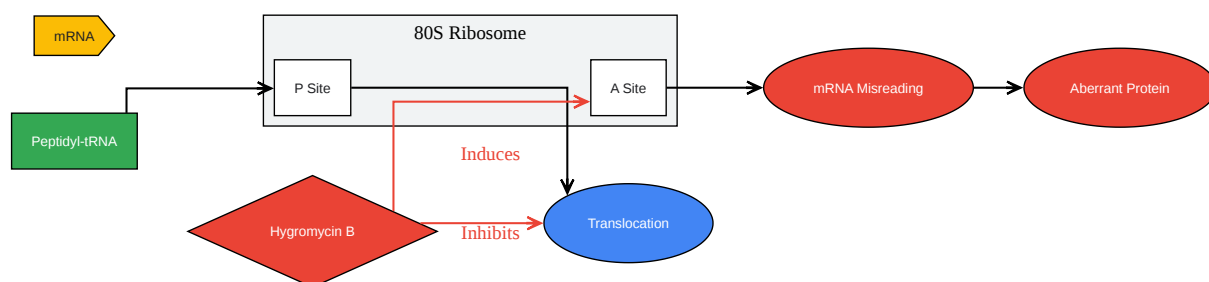 mRNA
80S Ribosome
P Site
A Site
mRNA Misreading
Aberrant Protein
Peptidyl-tRNA
Induces
Hygromycin B
Inhibits
Translocation